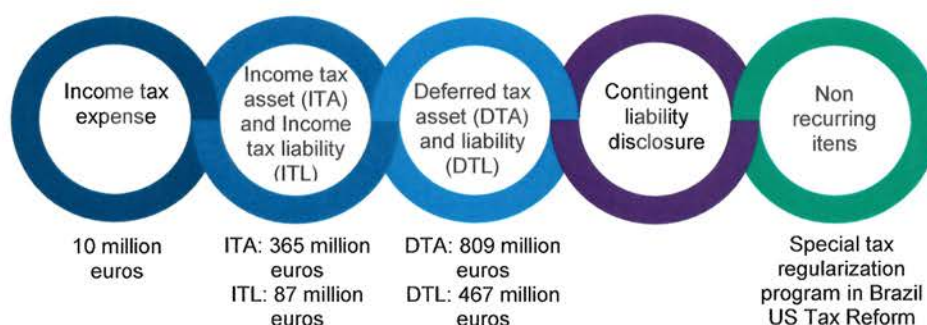 Income tax
expense
Income tax
asset (ITA)
and Income
tax liability
(ITL)
Deferred tax
asset (DTA)
and liability
(DTL)
Contingent
liability
disclosure
Non
recurring
itens
10 million
euros
ITA: 365 million
euros
ITL: 87 million
euros
DTA: 809 million
euros
DTL: 467 million
euros
Special tax
regularization
program in Brazil
US Tax Reform